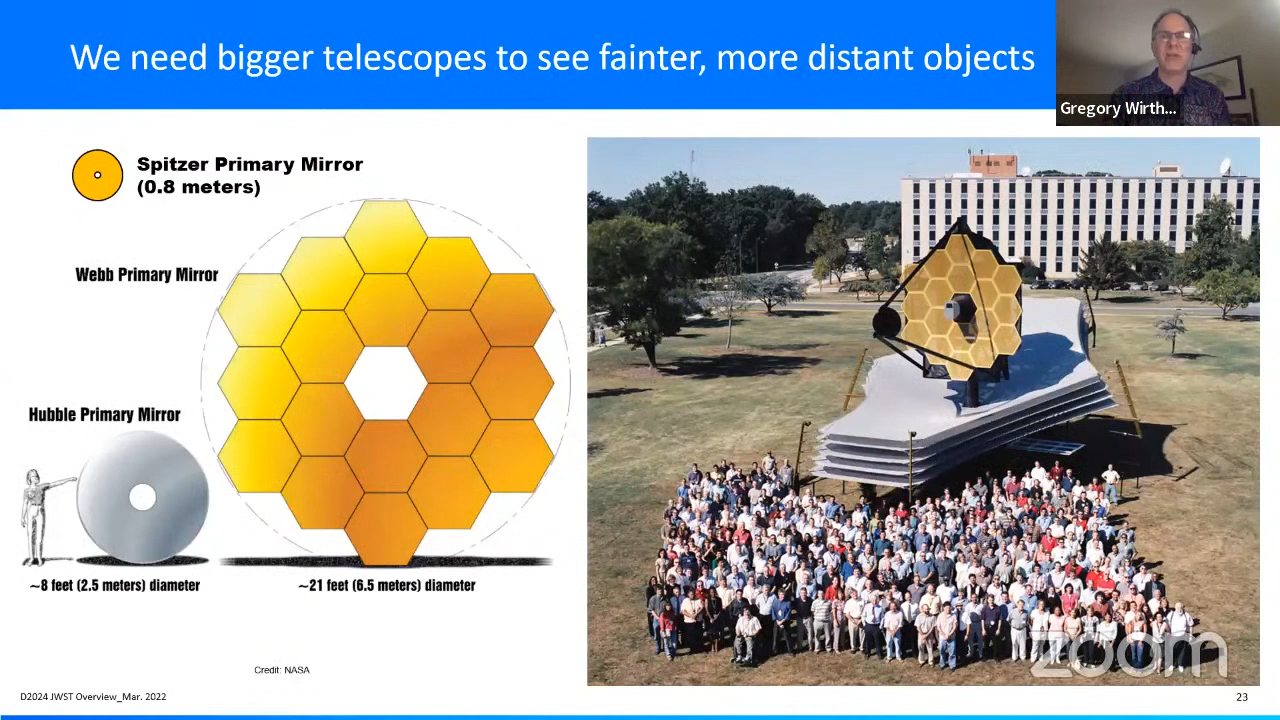 We need bigger telescopes to see fainter, more distant objects
Gregory Wirth...
Spitzer Primary Mirror
(0.8 meters)
Webb Primary Mirror
Hubble Primary Mirror
~8 feet (2.5 meters) diameter
~21 feet (6.5 meters) diameter
zoom
Credit: NASA
D2024 JWST Overview_Mar. 2022
23